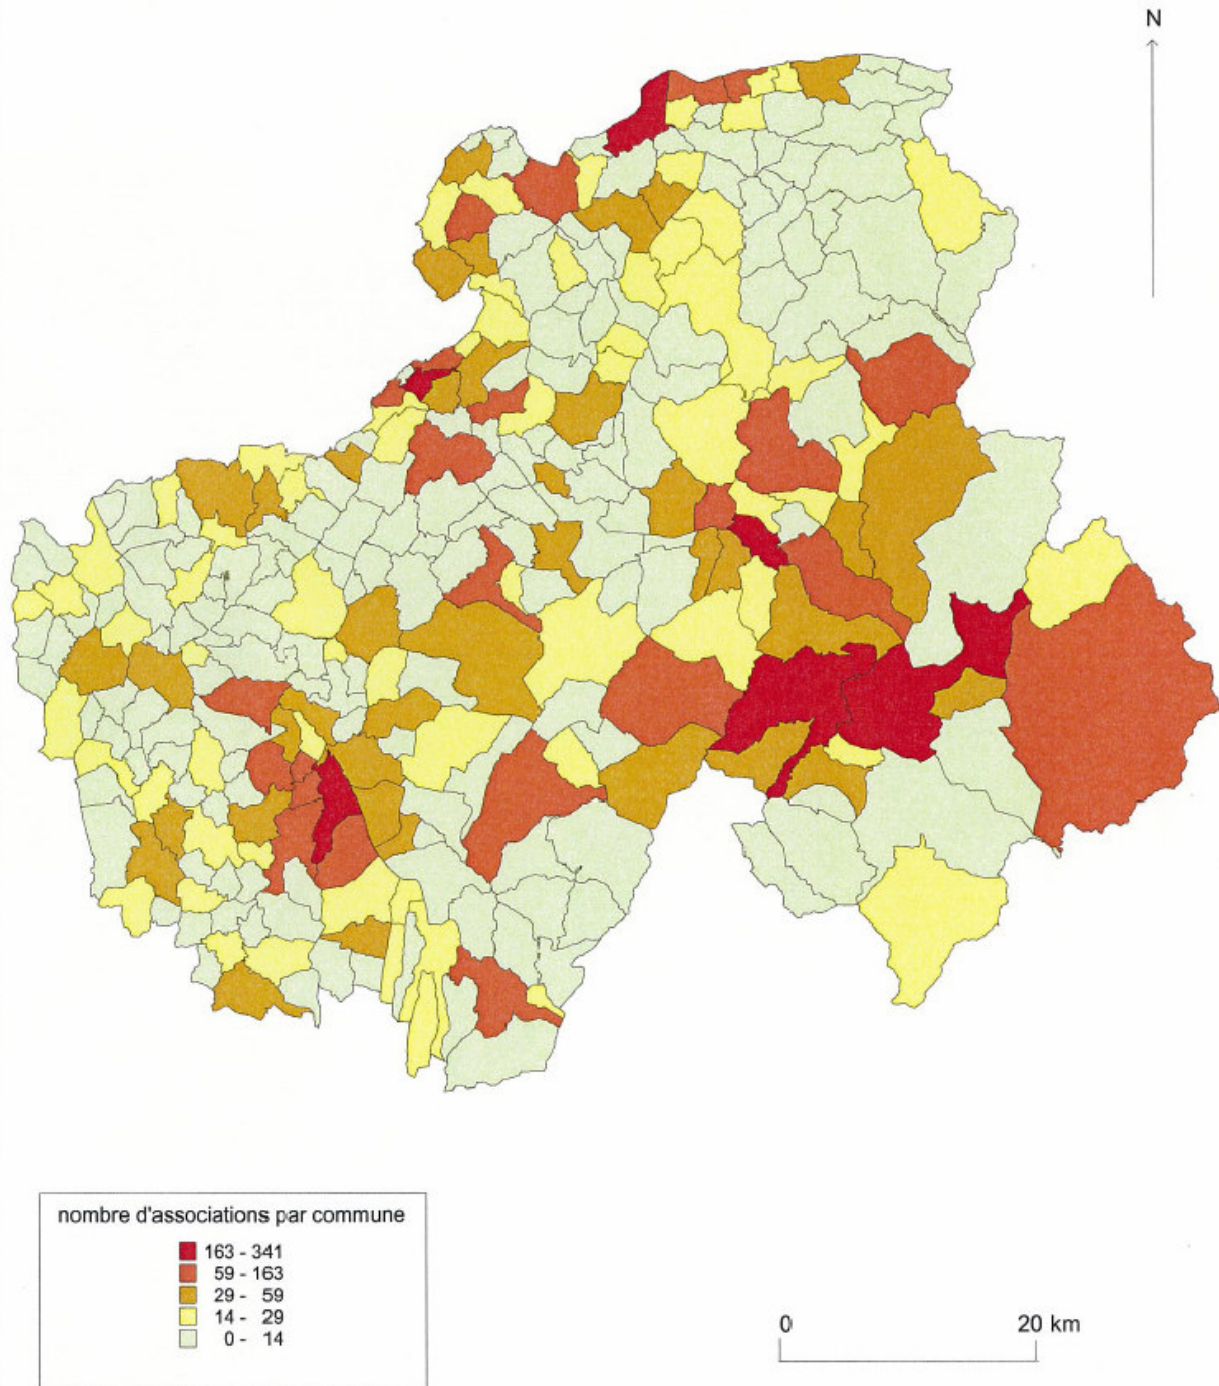 N
nombre d'associations par commune
163 - 341
59 - 163
29 - 59
14 - 29
0 - 14
0 20 km